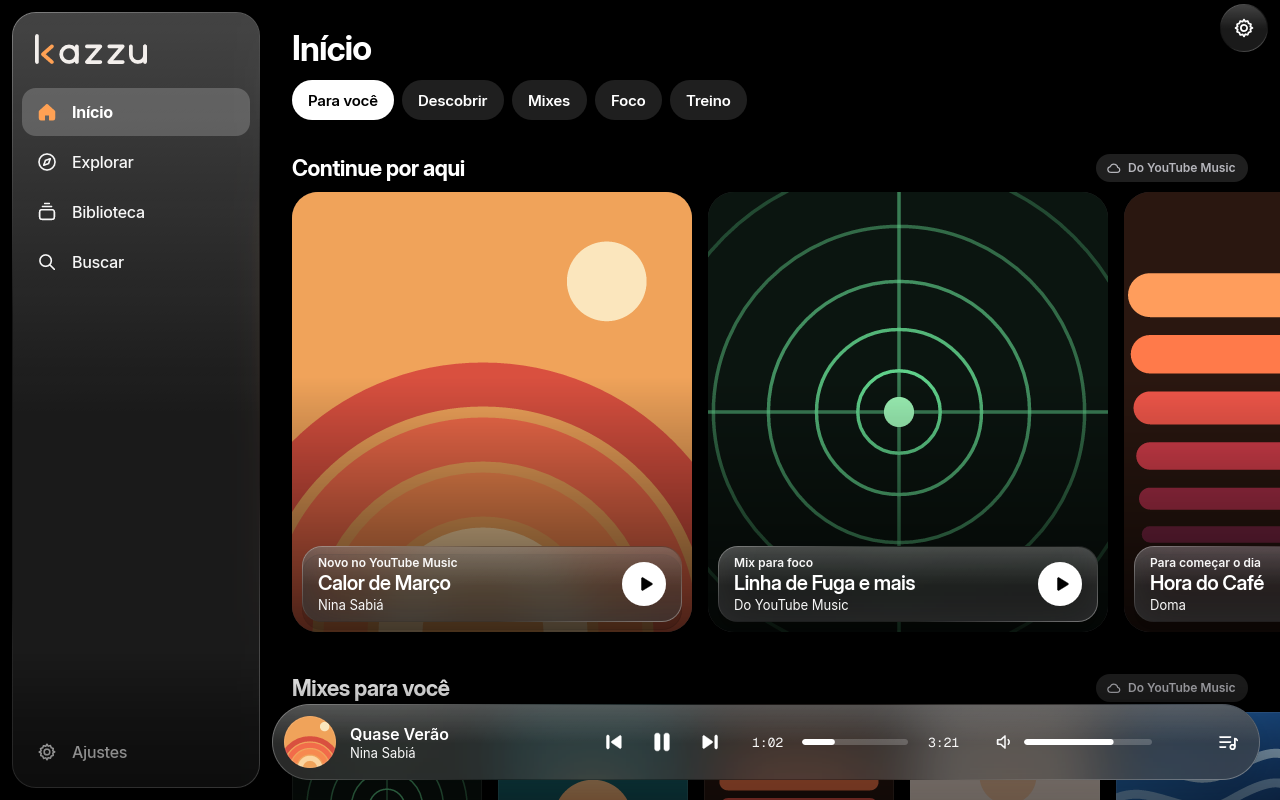 kazzu
Início
Explorar
Biblioteca
Buscar
Ajustes
Início
Para você
Descobrir
Mixes
Foco
Treino
Continue por aqui
Do YouTube Music
Novo no YouTube Music
Calor de Março
Nina Sabiá
Mix para foco
Linha de Fuga e mais
Do YouTube Music
Para começar o dia
Hora do Café
Doma
Mixes para você
Do YouTube Music
Quase Verão
Nina Sabiá
1:02
3:21